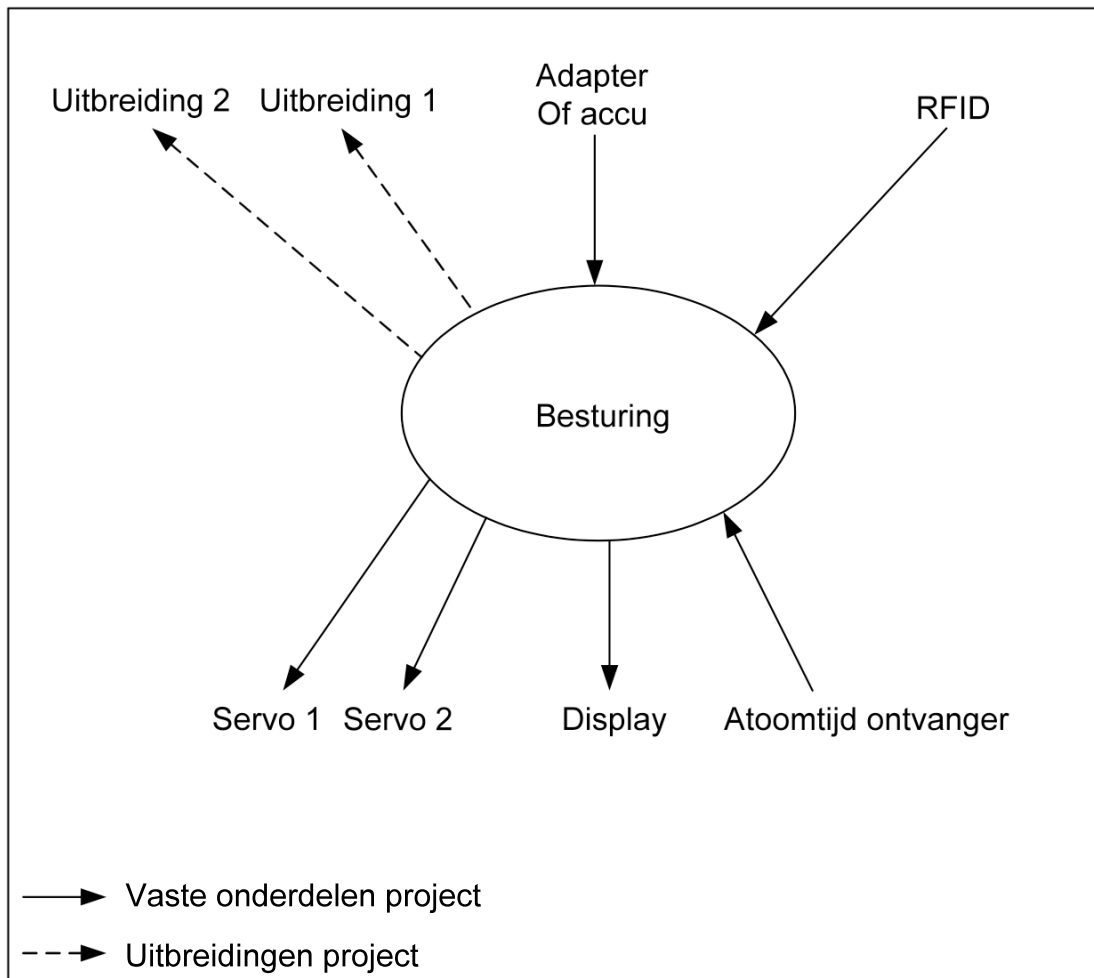 Uitbreiding 2
Uitbreiding 1
Adapter
Of accu
RFID
Besturing
Servo 1
Servo 2
Display
Atoomtijd ontvanger
Vaste onderdelen project
Uitbreidingen project